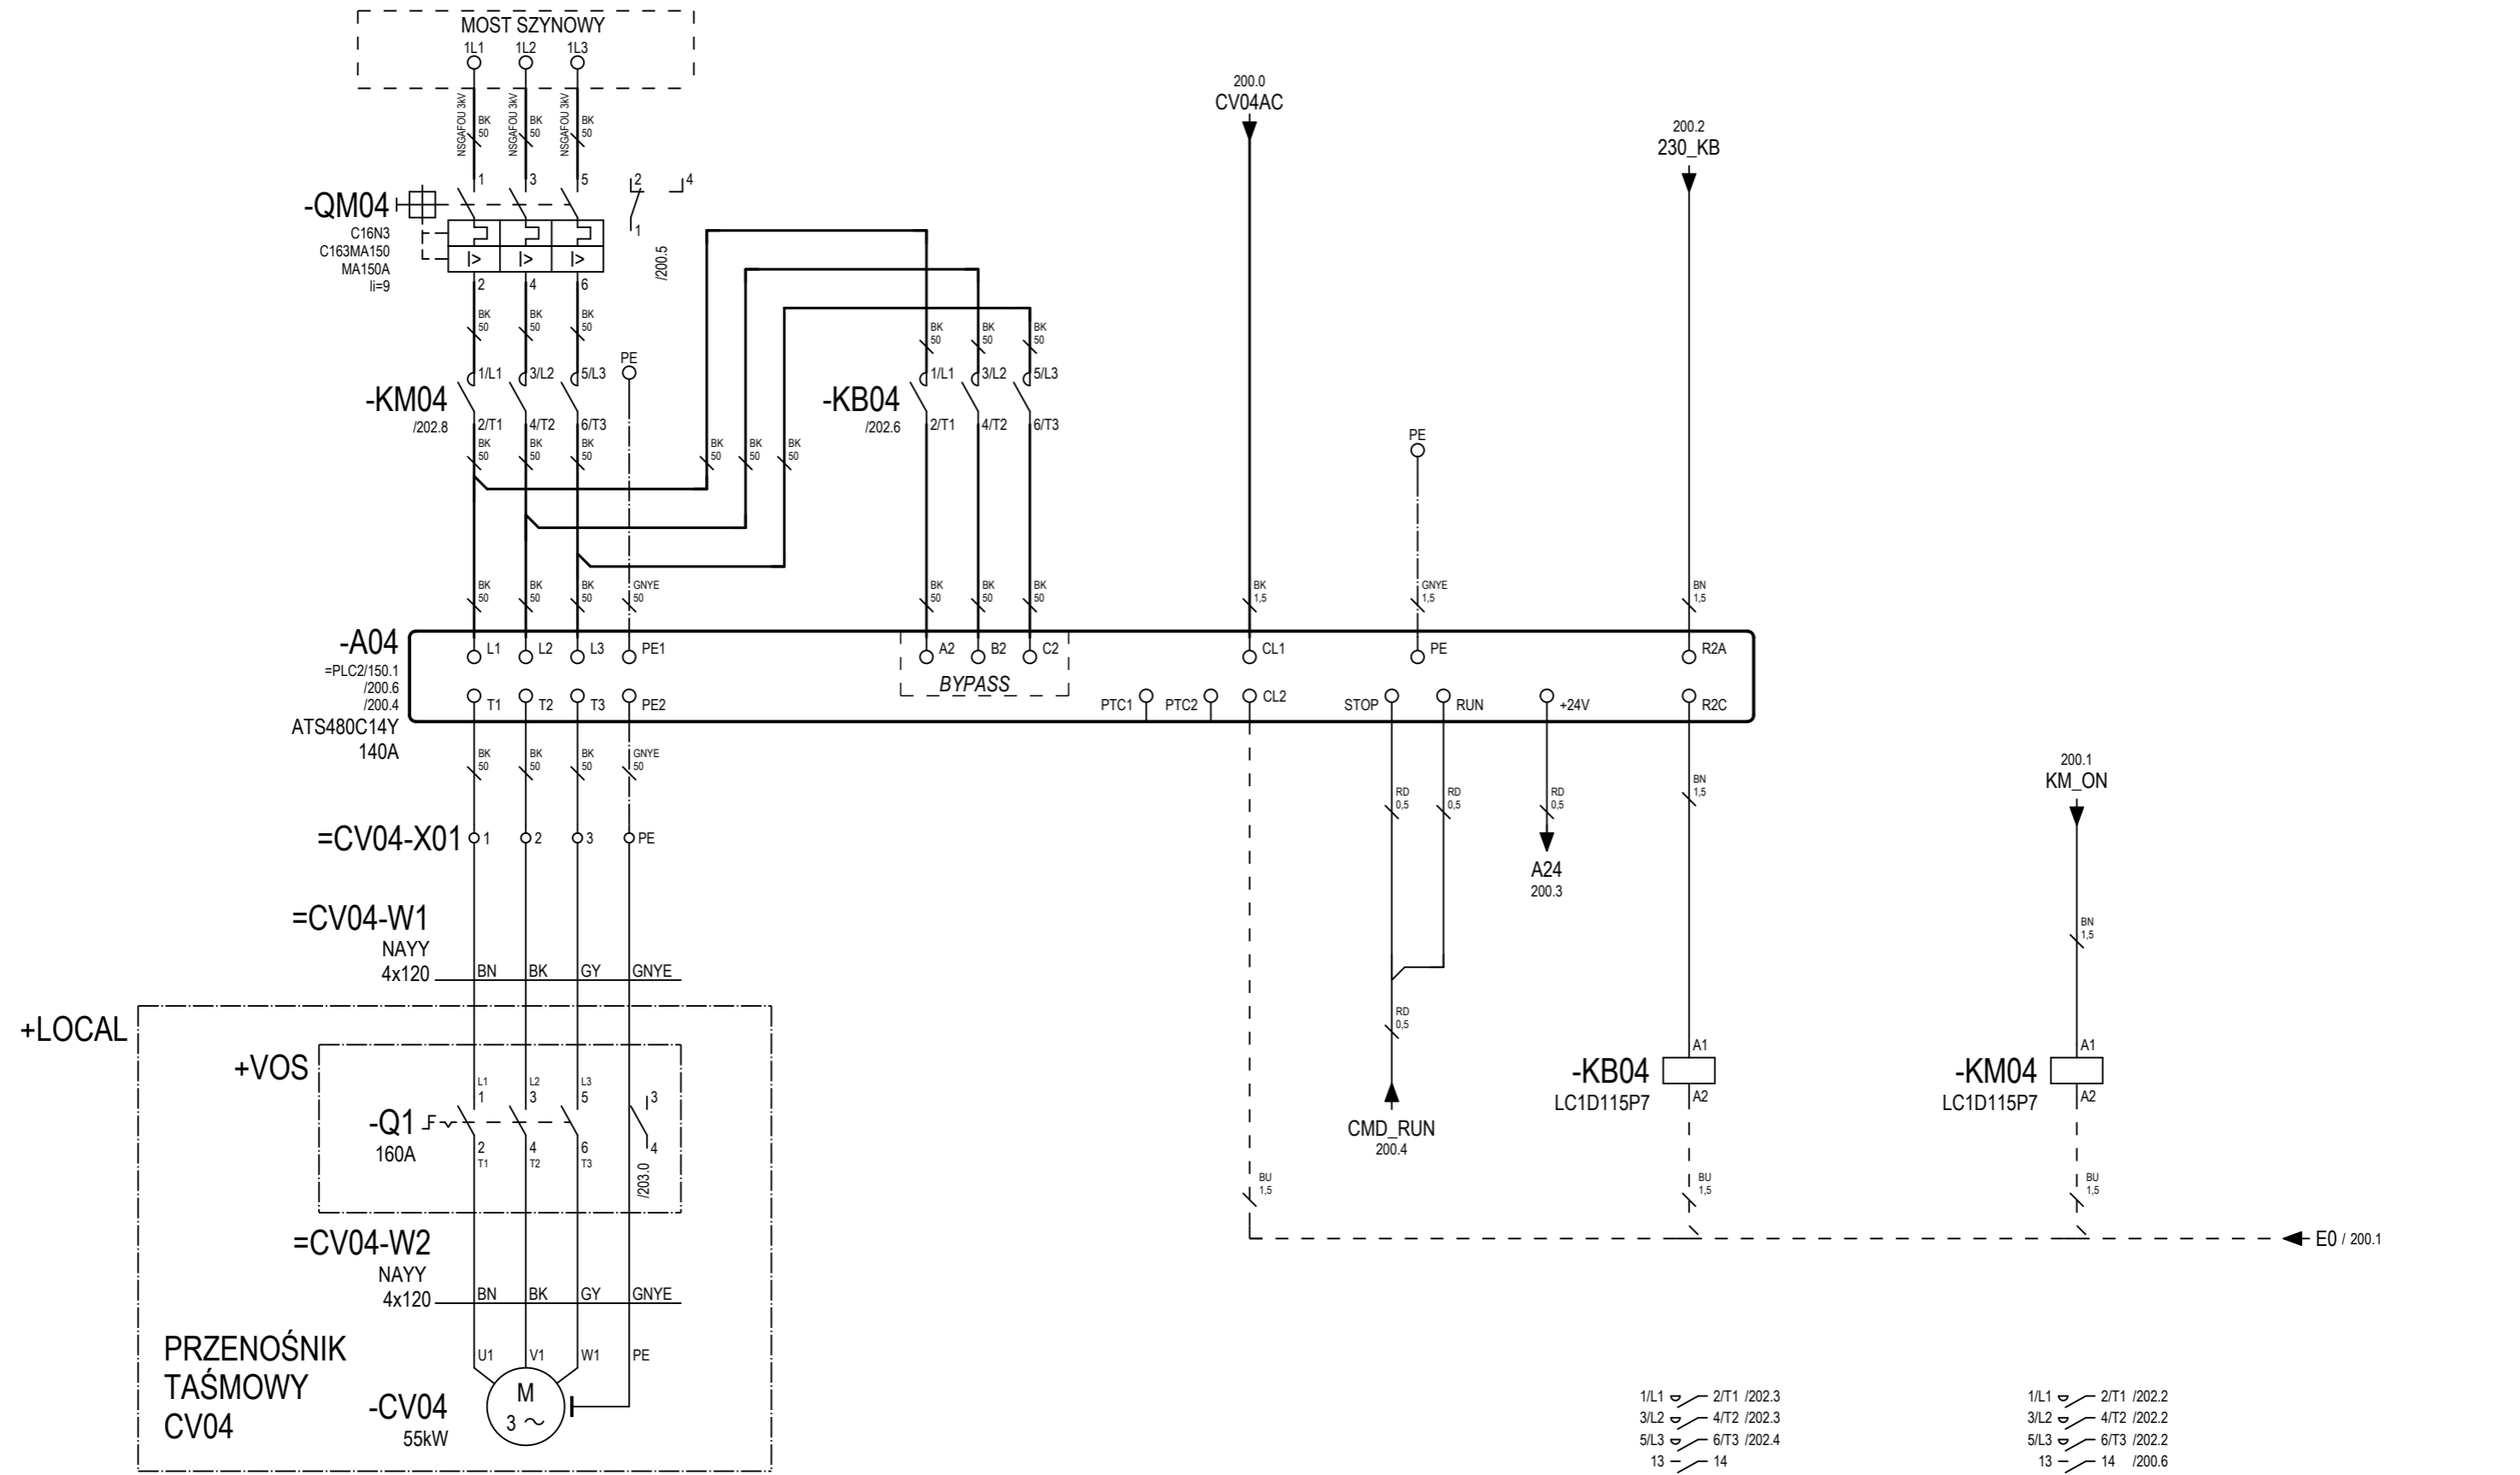 MOST SZYNOWY
1L1 1L2 1L3
NSGAFOU 3kV NSGAFOU 3kV NSGAFOU 3kV
BK BK BK
50 50 50
200.0
CV04AC
200.2
230_KB
1 3 5 2 4
-QM04
C16N3
C163MA150
MA150A
Ii=9
I> I> I>
1
/200.5
2 4 6
BK BK BK
50 50 50
BK BK BK
50 50 50
PE
1/L1 3/L2 5/L3
-KM04
/202.8
2/T1 4/T2 6/T3
1/L1 3/L2 5/L3
-KB04
/202.6
2/T1 4/T2 6/T3
BK BK BK BK BK BK
50 50 50 50 50 50
PE
BK BK BK GNYE BK BK BK BK GNYE BN
50 50 50 50 50 50 50 1,5 1,5 1,5
-A04
=PLC2/150.1
/200.6
/200.4
ATS480C14Y
140A
L1 L2 L3 PE1 A2 B2 C2 CL1 PE R2A
BYPASS
T1 T2 T3 PE2 PTC1 PTC2 CL2 STOP RUN +24V R2C
BK BK BK GNYE
50 50 50 50
RD RD RD BN
0,5 0,5 0,5 1,5
A24
200.3
200.1
KM_ON
=CV04-X01 1 2 3 PE
=CV04-W1
NAYY
4x120
BN BK GY GNYE
BN
1,5
RD
0,5
CMD_RUN
200.4
+LOCAL
+VOS
L1 L2 L3
1 3 5 3
-Q1
160A
2 4 6 4
T1 T2 T3
/203.0
A1
-KB04
LC1D115P7
A2
A1
-KM04
LC1D115P7
A2
BU BU BU
1,5 1,5 1,5
E0 / 200.1
=CV04-W2
NAYY
4x120
BN BK GY GNYE
PRZENOŚNIK
TAŚMOWY
CV04
U1 V1 W1 PE
M
3
-CV04
55kW
1/L1 2/T1 /202.3
3/L2 4/T2 /202.3
5/L3 6/T3 /202.4
13 14
1/L1 2/T1 /202.2
3/L2 4/T2 /202.2
5/L3 6/T3 /202.2
13 14 /200.6